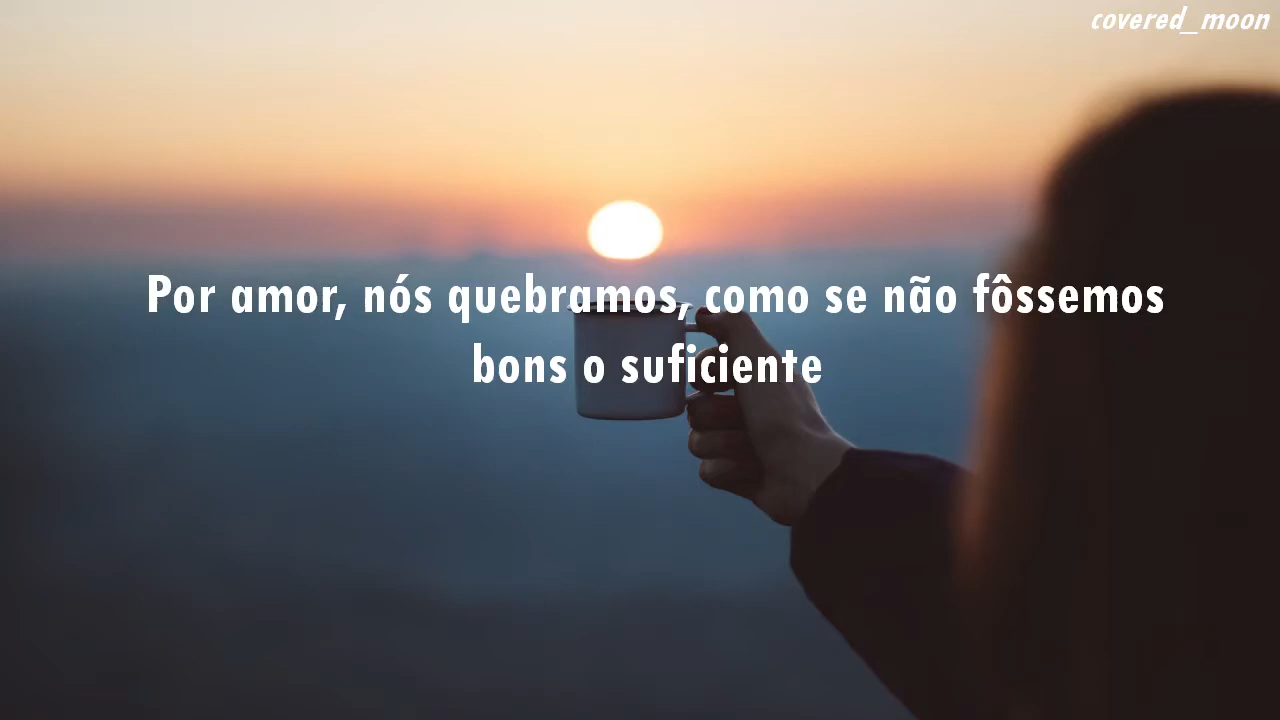 covered_moon
Por amor, nós quebramos, como se não fôssemos
bons o suficiente